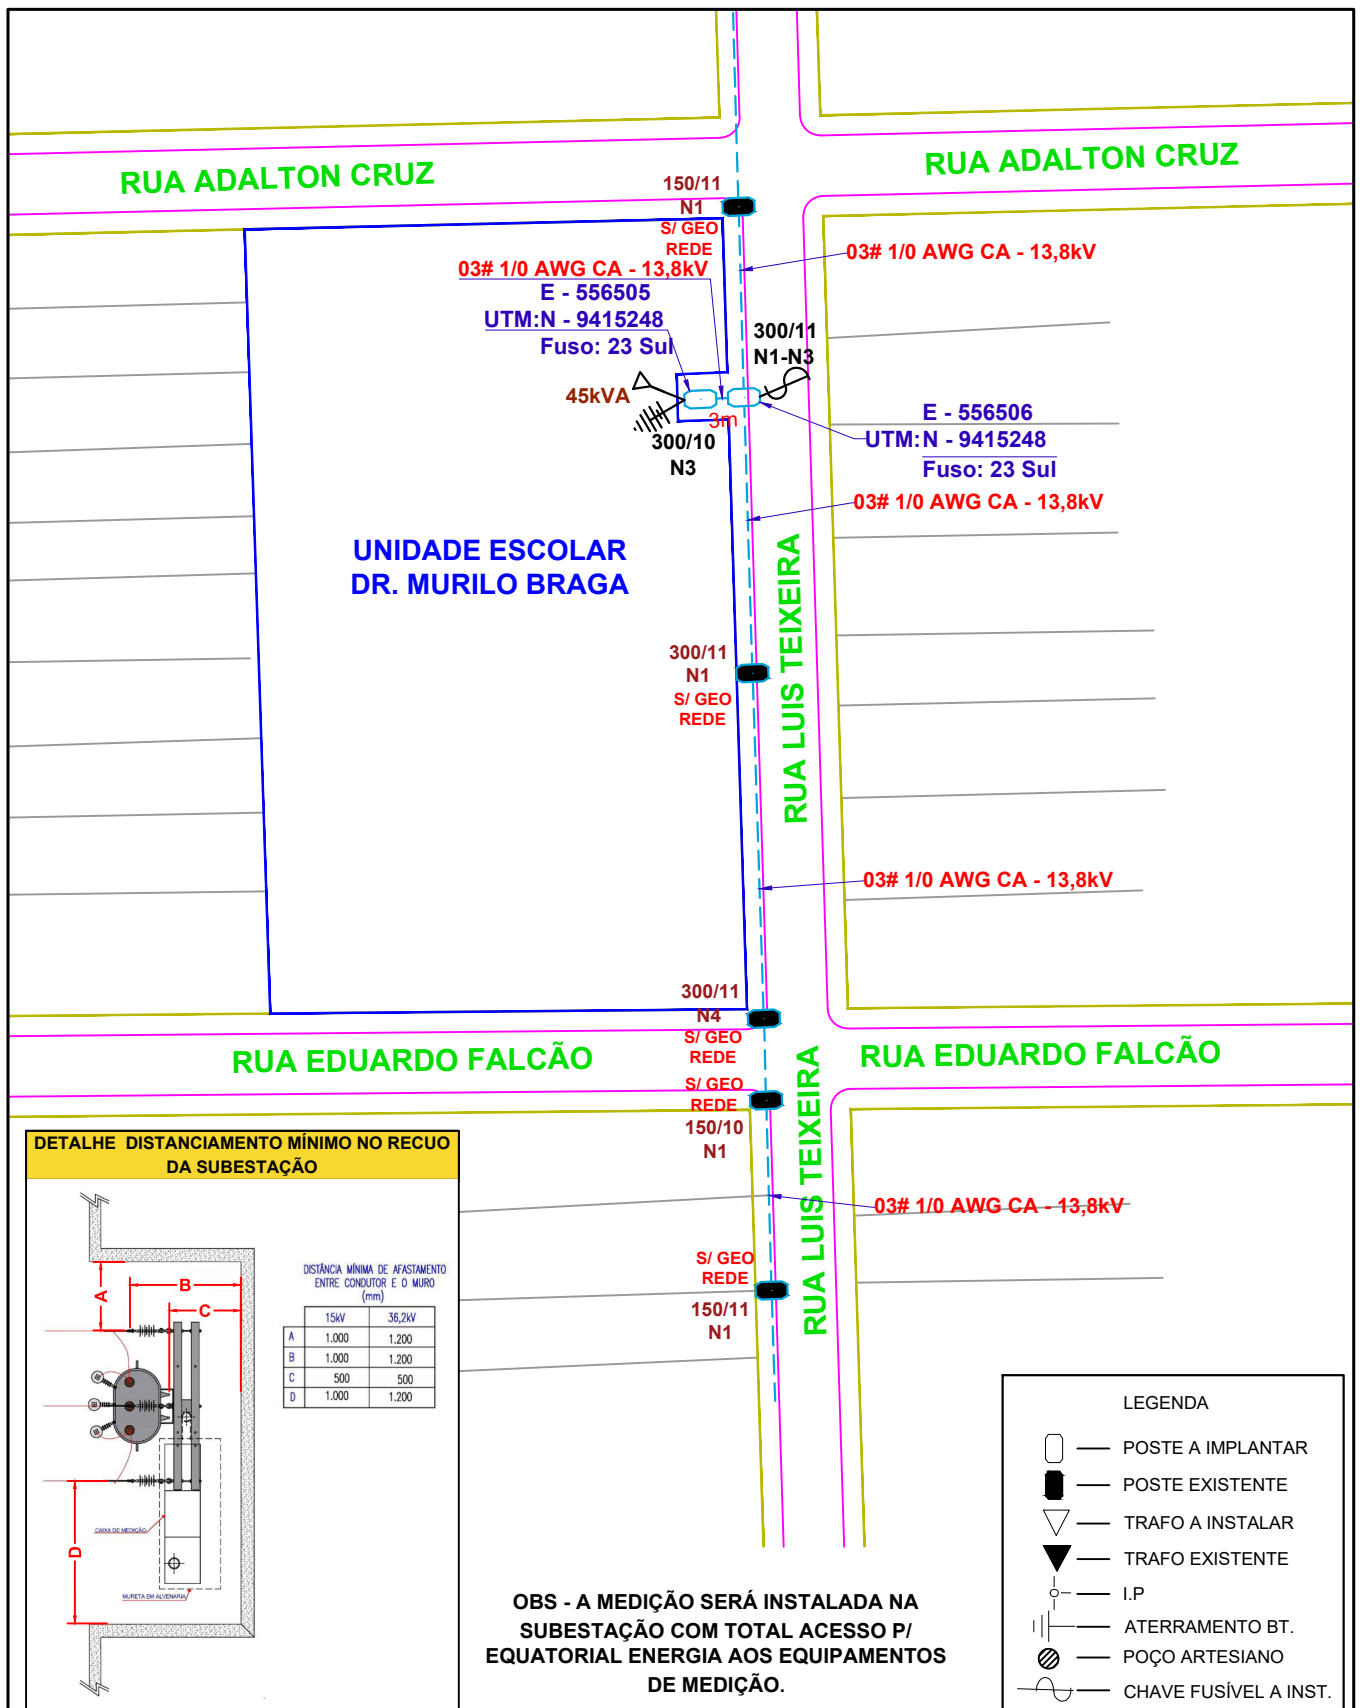 RUA ADALTON CRUZ
RUA ADALTON CRUZ
150/11
N1
S/ GEO
REDE
03# 1/0 AWG CA - 13,8kV
03# 1/0 AWG CA - 13,8kV
E - 556505
UTM:N - 9415248
Fuso: 23 Sul
300/11
N1-N3
45kVA
3m
300/10
N3
E - 556506
UTM:N - 9415248
Fuso: 23 Sul
03# 1/0 AWG CA - 13,8kV
UNIDADE ESCOLAR
DR. MURILO BRAGA
RUA LUIS TEIXEIRA
300/11
N1
S/ GEO
REDE
03# 1/0 AWG CA - 13,8kV
300/11
N4
S/ GEO
REDE
RUA EDUARDO FALCÃO
RUA EDUARDO FALCÃO
S/ GEO
REDE
150/10
N1
RUA LUIS TEIXEIRA
03# 1/0 AWG CA - 13,8kV
S/ GEO
REDE
150/11
N1
DETALHE DISTANCIAMENTO MÍNIMO NO RECUO
DA SUBESTAÇÃO
A
B
C
D
CAIXA DE MEDIÇÃO
MURETA EM ALVENARIA
DISTÂNCIA MÍNIMA DE AFASTAMENTO
ENTRE CONDUTOR E O MURO
(mm)
15kV 36,2kV
A 1.000 1.200
B 1.000 1.200
C 500 500
D 1.000 1.200
OBS - A MEDIÇÃO SERÁ INSTALADA NA
SUBESTAÇÃO COM TOTAL ACESSO P/
EQUATORIAL ENERGIA AOS EQUIPAMENTOS
DE MEDIÇÃO.
LEGENDA
POSTE A IMPLANTAR
POSTE EXISTENTE
TRAFO A INSTALAR
TRAFO EXISTENTE
I.P
ATERRAMENTO BT.
POÇO ARTESIANO
CHAVE FUSÍVEL A INST.